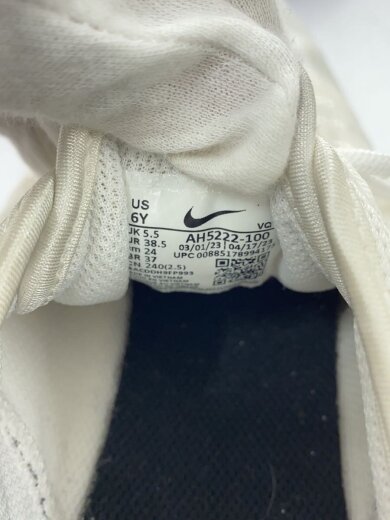 US
6Y
VQ
UK 5.5 AH5222-100
EUR 38.5 03/01/23 04/17/23
cm 24 UPC 00885178994
BR 37
CN 240(2.5)